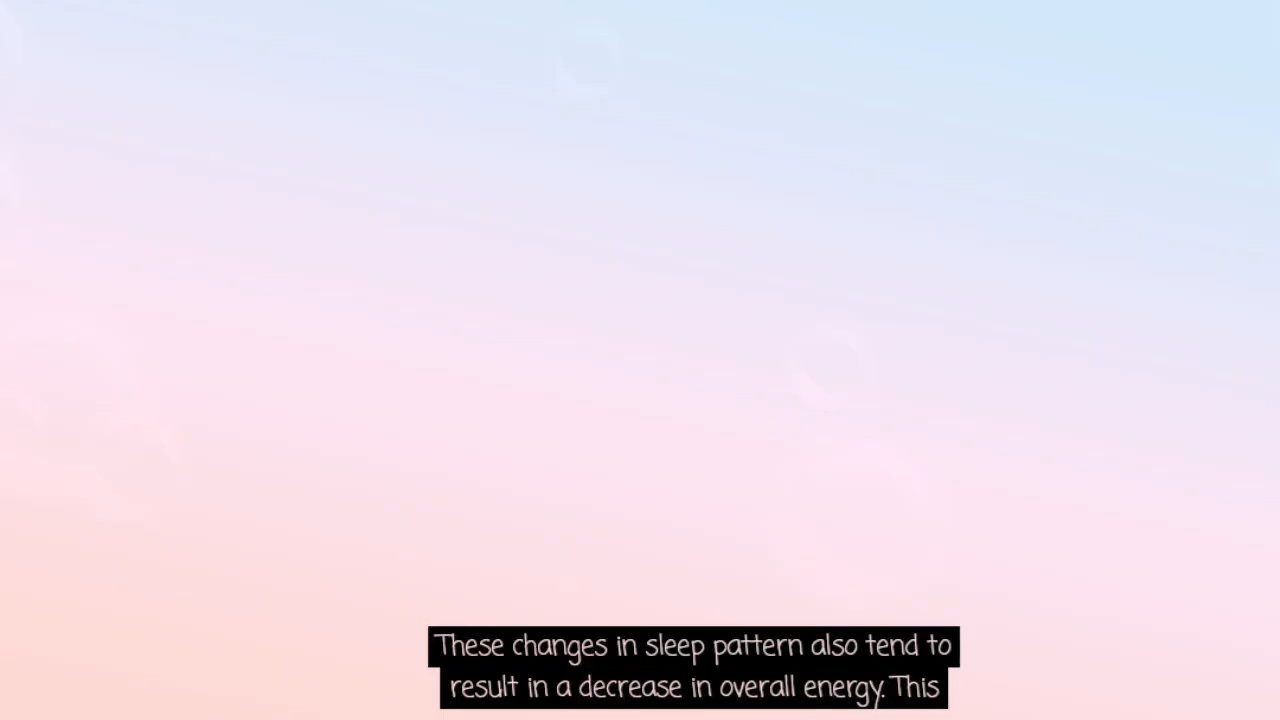 These changes in sleep pattern also tend to
result in a decrease in overall energy. This